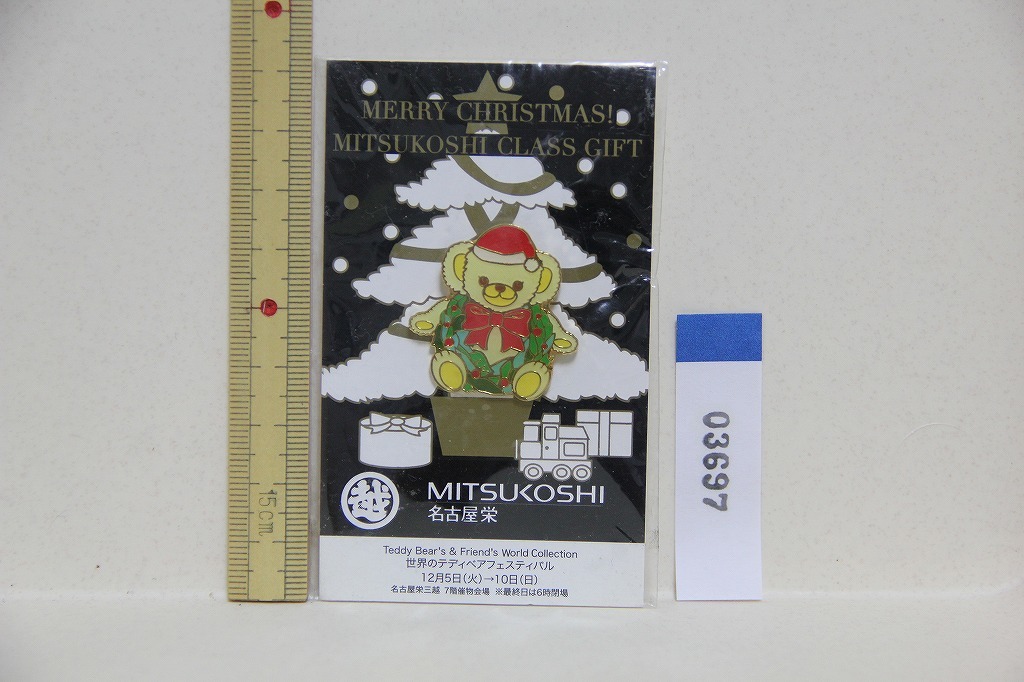 MERRY CHRISTMAS!
MITSUKOSHI CLASS GIFT
越
MITSUKOSHI
名古屋栄
Teddy Bear's & Friend's World Collection
世界のテディベアフェスティバル
12月5日(火)→10日(日)
名古屋栄三越 7階催物会場 ※最終日は6時閉場
15cm
03697